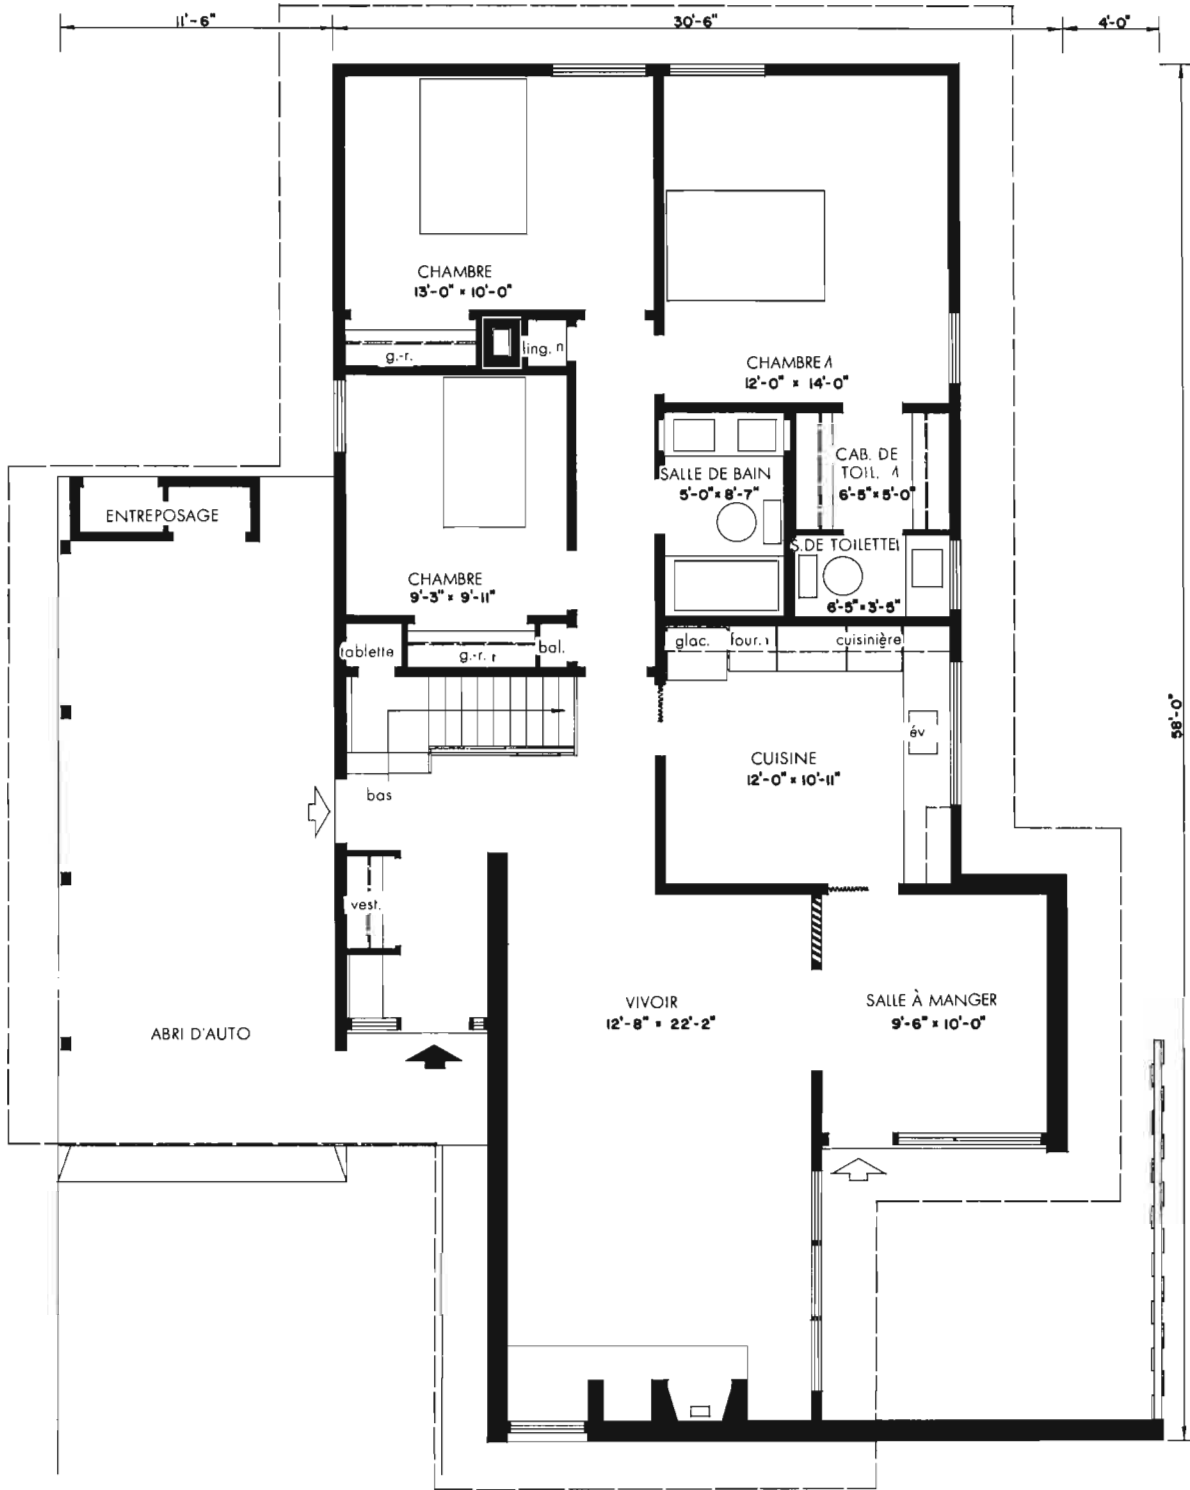 11'-6" 30'-6" 4'-0"
CHAMBRE
13'-0" × 10'-0"
g.-r.
ling.
CHAMBRE
12'-0" × 14'-0"
SALLE DE BAIN
5'-0" × 8'-7"
CAB. DE
TOIL.
6'-5" × 5'-0"
ENTREPOSAGE
S. DE TOILETTE
6'-5" × 3'-5"
CHAMBRE
9'-3" × 9'-11"
tablette
g.-r.
bal.
glac.
four.
cuisinière
58'-0"
év
CUISINE
12'-0" × 10'-11"
bas
vest.
VIVOIR
12'-8" × 22'-2"
SALLE À MANGER
9'-6" × 10'-0"
ABRI D'AUTO